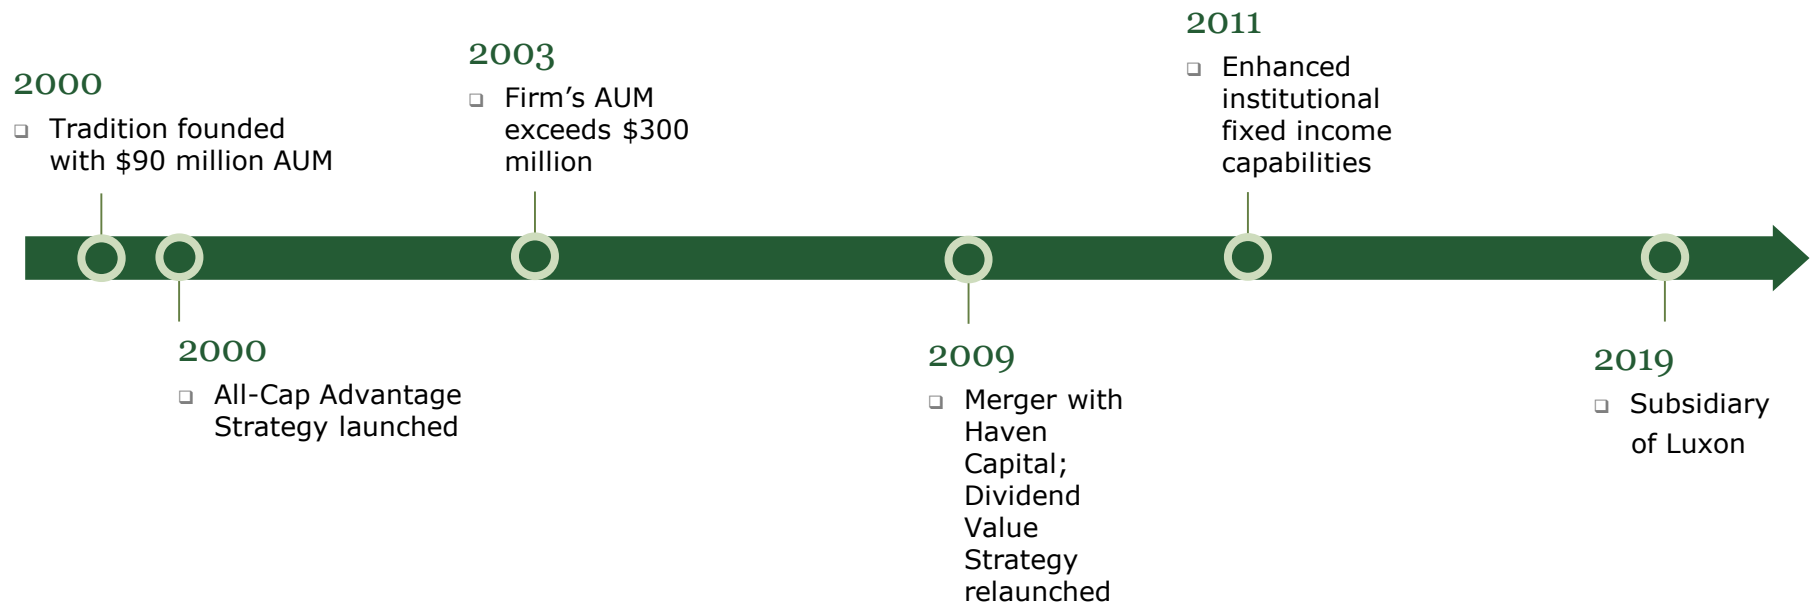 2000
Tradition founded
with $90 million AUM
2000
All-Cap Advantage
Strategy launched
2003
Firm’s AUM
exceeds $300
million
2009
Merger with
Haven
Capital;
Dividend
Value
Strategy
relaunched
2011
Enhanced
institutional
fixed income
capabilities
2019
Subsidiary
of Luxon